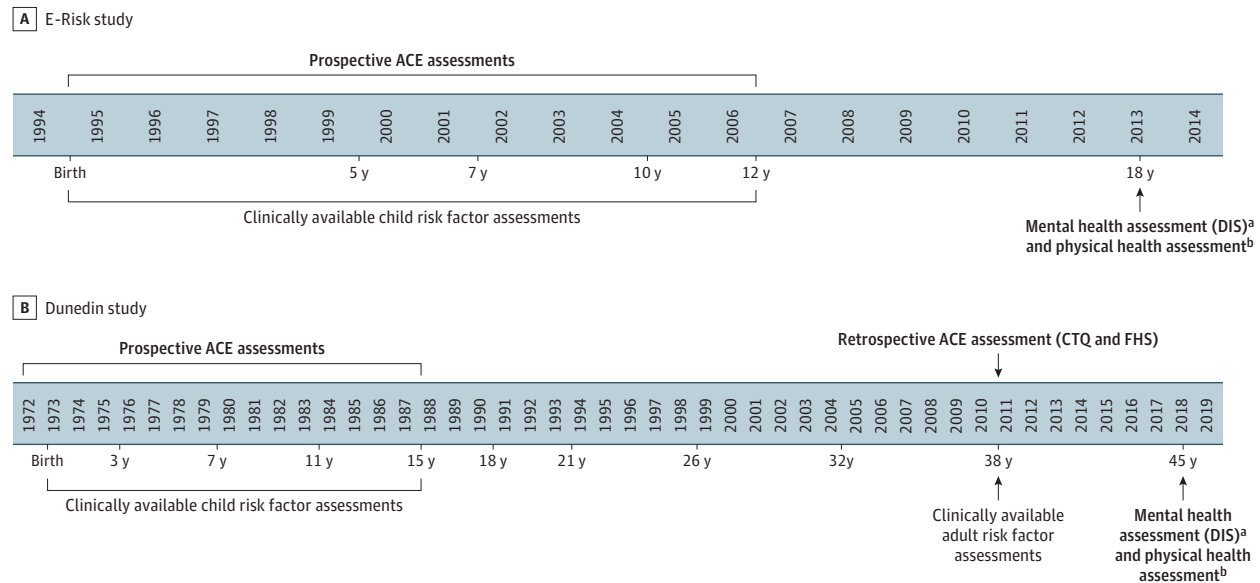 A E-Risk study
Prospective ACE assessments
1994 1995 1996 1997 1998 1999 2000 2001 2002 2003 2004 2005 2006 2007 2008 2009 2010 2011 2012 2013 2014
Birth 5 y 7 y 10 y 12 y 18 y
Clinically available child risk factor assessments
Mental health assessment (DIS)ᵃ
and physical health assessmentᵇ
B Dunedin study
Retrospective ACE assessment (CTQ and FHS)
Prospective ACE assessments
1972 1973 1974 1975 1976 1977 1978 1979 1980 1981 1982 1983 1984 1985 1986 1987 1988 1989 1990 1991 1992 1993 1994 1995 1996 1997 1998 1999 2000 2001 2002 2003 2004 2005 2006 2007 2008 2009 2010 2011 2012 2013 2014 2015 2016 2017 2018 2019
Birth 3 y 7 y 11 y 15 y 18 y 21 y 26 y 32y 38 y 45 y
Clinically available child risk factor assessments
Clinically available
adult risk factor
assessments
Mental health
assessment (DIS)ᵃ
and physical health
assessmentᵇ